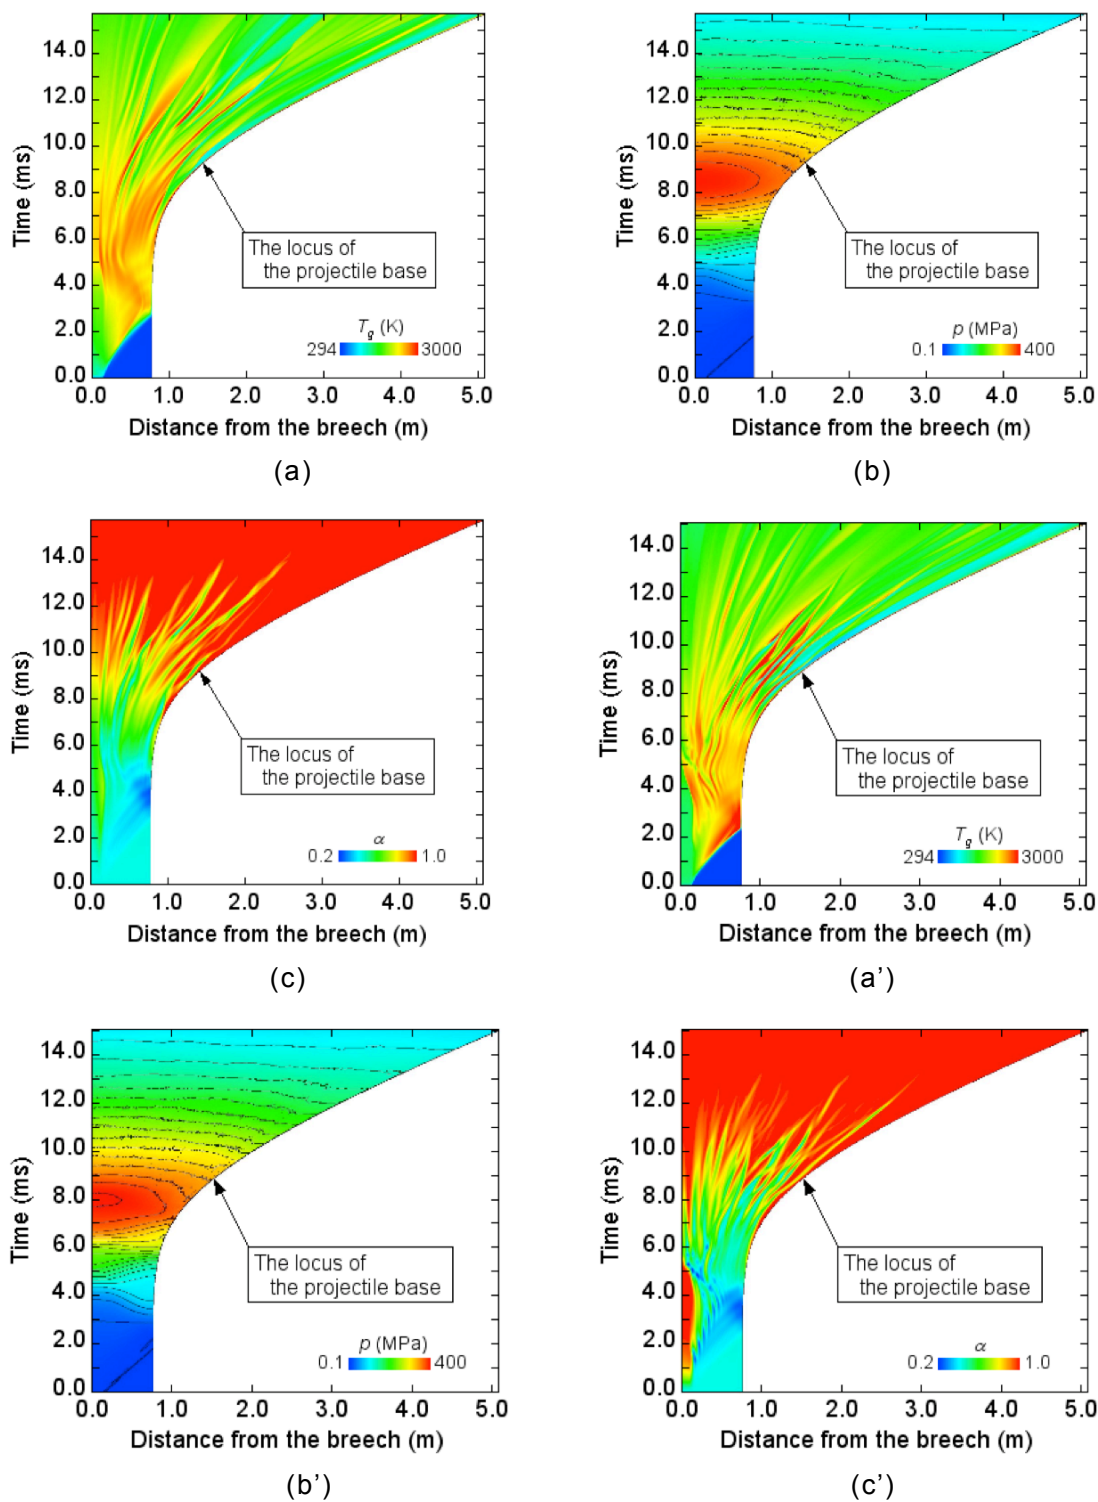 14.0
12.0
10.0
8.0
6.0
4.0
2.0
0.0
Time (ms)
The locus of
the projectile base
T_g (K)
294 3000
0.0 1.0 2.0 3.0 4.0 5.0
Distance from the breech (m)
(a)
14.0
12.0
10.0
8.0
6.0
4.0
2.0
0.0
Time (ms)
The locus of
the projectile base
p (MPa)
0.1 400
0.0 1.0 2.0 3.0 4.0 5.0
Distance from the breech (m)
(b)
14.0
12.0
10.0
8.0
6.0
4.0
2.0
0.0
Time (ms)
The locus of
the projectile base
α
0.2 1.0
0.0 1.0 2.0 3.0 4.0 5.0
Distance from the breech (m)
(c)
14.0
12.0
10.0
8.0
6.0
4.0
2.0
0.0
Time (ms)
The locus of
the projectile base
T_g (K)
294 3000
0.0 1.0 2.0 3.0 4.0 5.0
Distance from the breech (m)
(a’)
14.0
12.0
10.0
8.0
6.0
4.0
2.0
0.0
Time (ms)
The locus of
the projectile base
p (MPa)
0.1 400
0.0 1.0 2.0 3.0 4.0 5.0
Distance from the breech (m)
(b’)
14.0
12.0
10.0
8.0
6.0
4.0
2.0
0.0
Time (ms)
The locus of
the projectile base
α
0.2 1.0
0.0 1.0 2.0 3.0 4.0 5.0
Distance from the breech (m)
(c’)